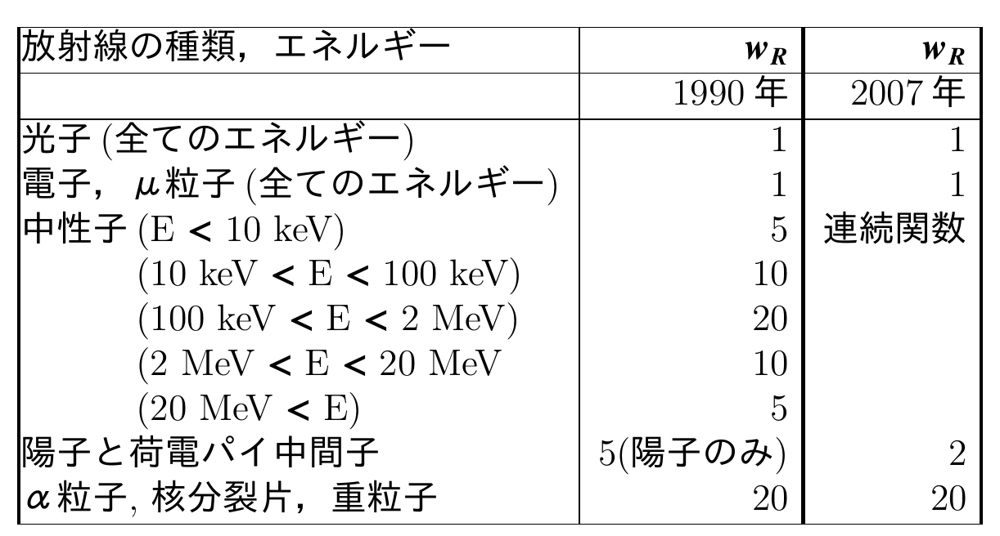 放射線の種類，エネルギー w_R w_R
1990 年 2007 年
光子 (全てのエネルギー) 1 1
電子， μ粒子 (全てのエネルギー) 1 1
中性子 (E < 10 keV) 5 連続関数
(10 keV < E < 100 keV) 10
(100 keV < E < 2 MeV) 20
(2 MeV < E < 20 MeV 10
(20 MeV < E) 5
陽子と荷電パイ中間子 5(陽子のみ) 2
α粒子, 核分裂片，重粒子 20 20